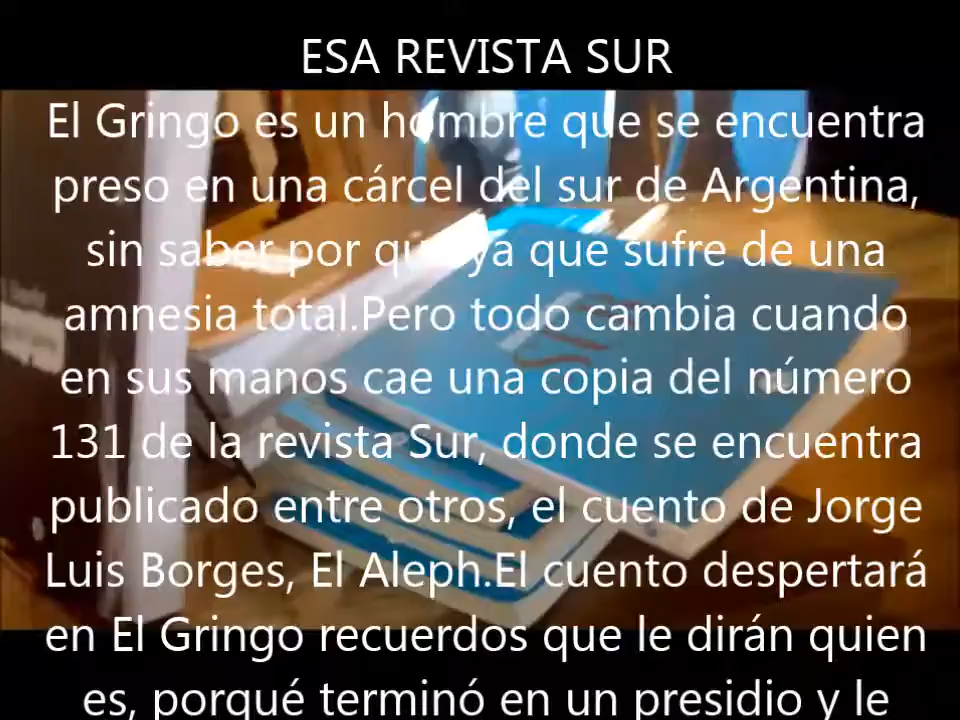 ESA REVISTA SUR
El Gringo es un hombre que se encuentra
preso en una cárcel del sur de Argentina,
sin saber por qué ya que sufre de una
amnesia total.Pero todo cambia cuando
en sus manos cae una copia del número
131 de la revista Sur, donde se encuentra
publicado entre otros, el cuento de Jorge
Luis Borges, El Aleph.El cuento despertará
en El Gringo recuerdos que le dirán quien
es, porqué terminó en un presidio y le
SUR